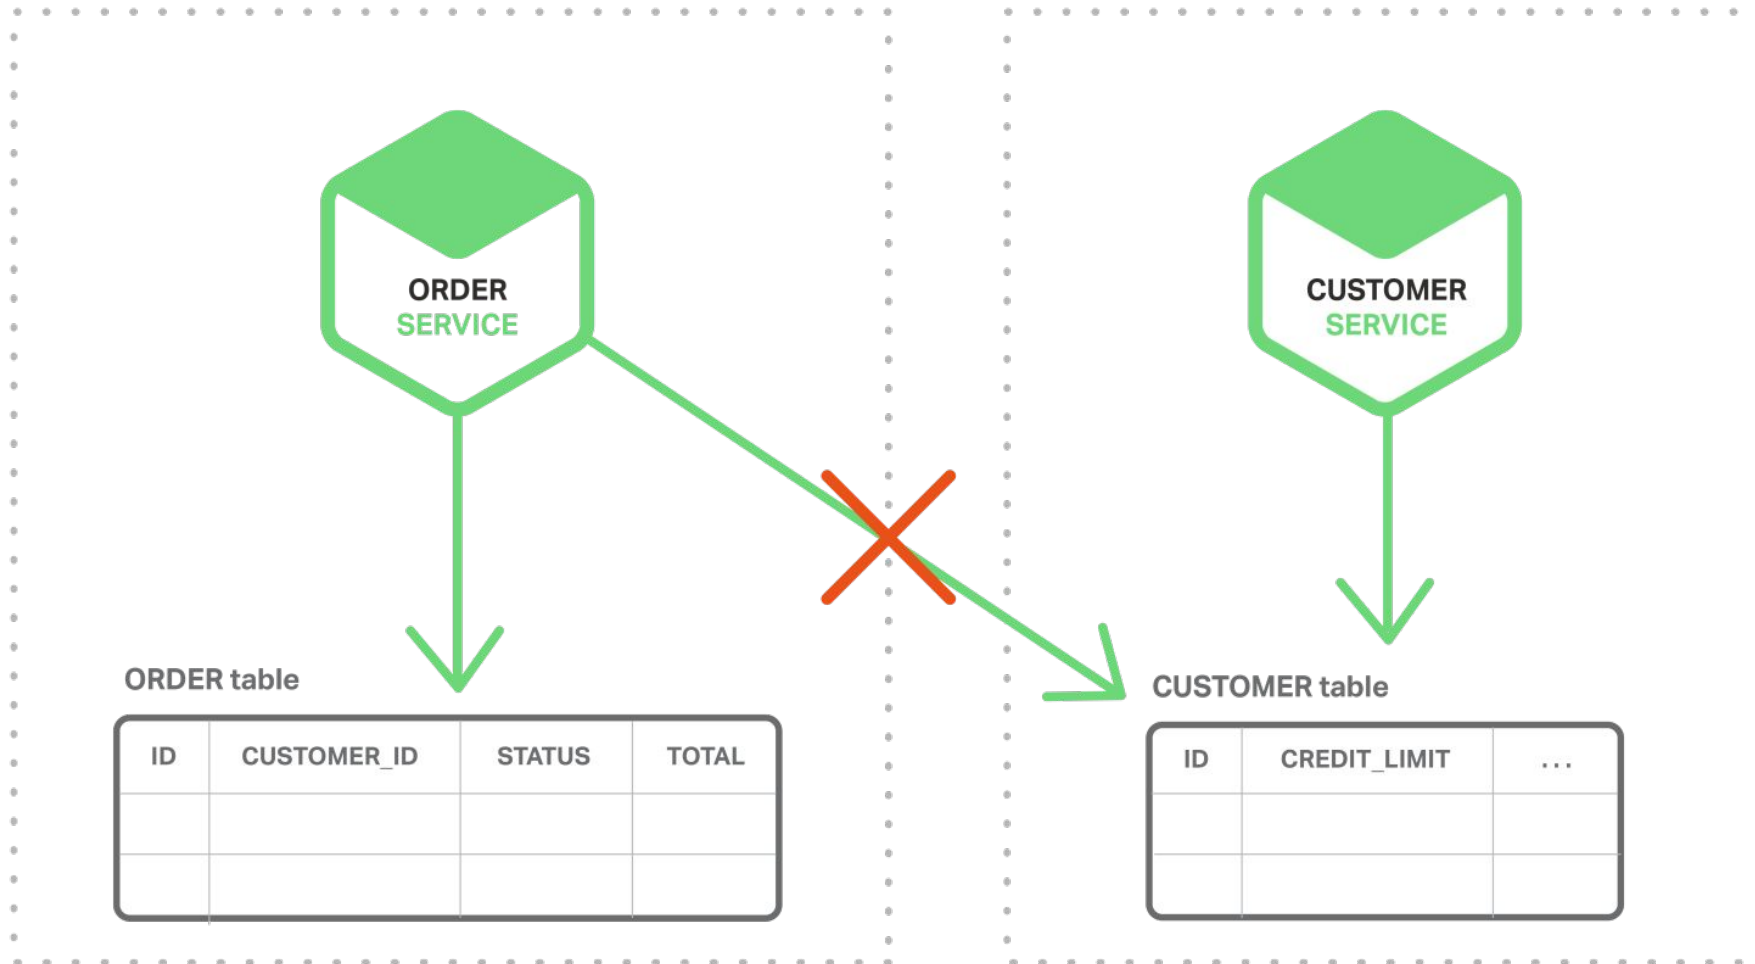 ORDER
SERVICE
CUSTOMER
SERVICE
ORDER table
ID CUSTOMER_ID STATUS TOTAL
CUSTOMER table
ID CREDIT_LIMIT ...